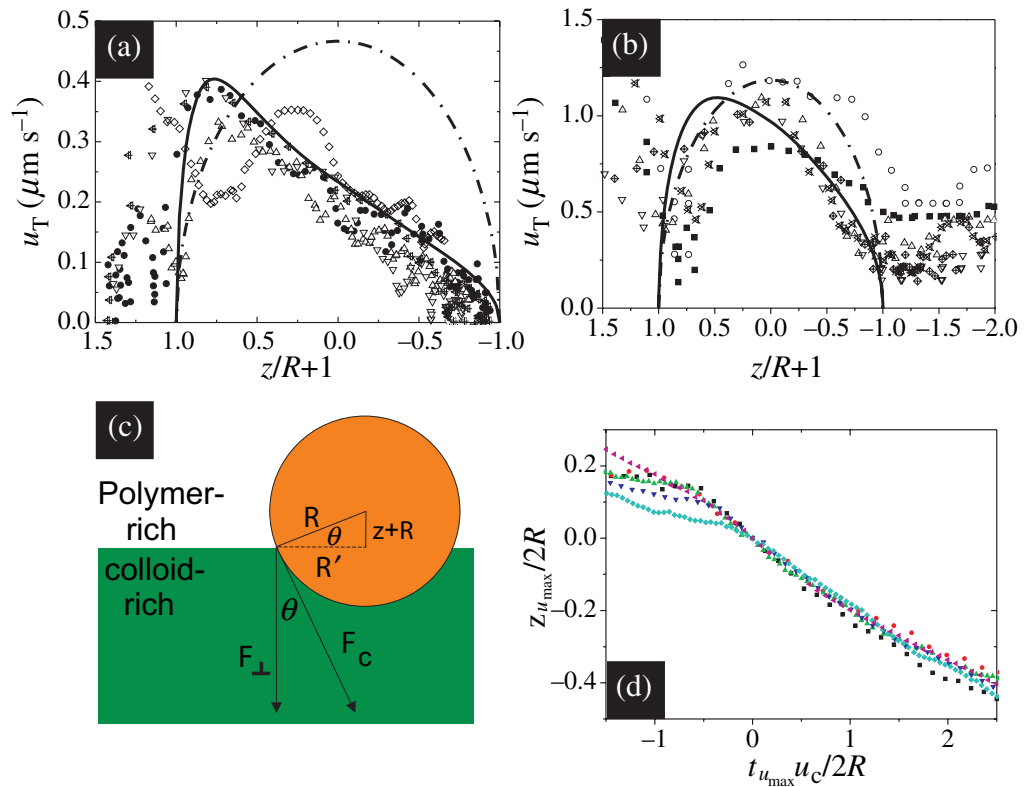 (a)
u_T (μm s⁻¹)
0.5
0.4
0.3
0.2
0.1
0.0
1.5 1.0 0.5 0.0 −0.5 −1.0
z/R+1
(b)
u_T (μm s⁻¹)
1.5
1.0
0.5
0.0
1.5 1.0 0.5 0.0 −0.5 −1.0 −1.5 −2.0
z/R+1
(c)
Polymer-
rich
colloid-
rich
R
θ
z+R
R′
θ
F⊥
F_c
(d)
z_{u_max}/2R
0.2
0.0
−0.2
−0.4
−1 0 1 2
t_{u_max}u_c/2R